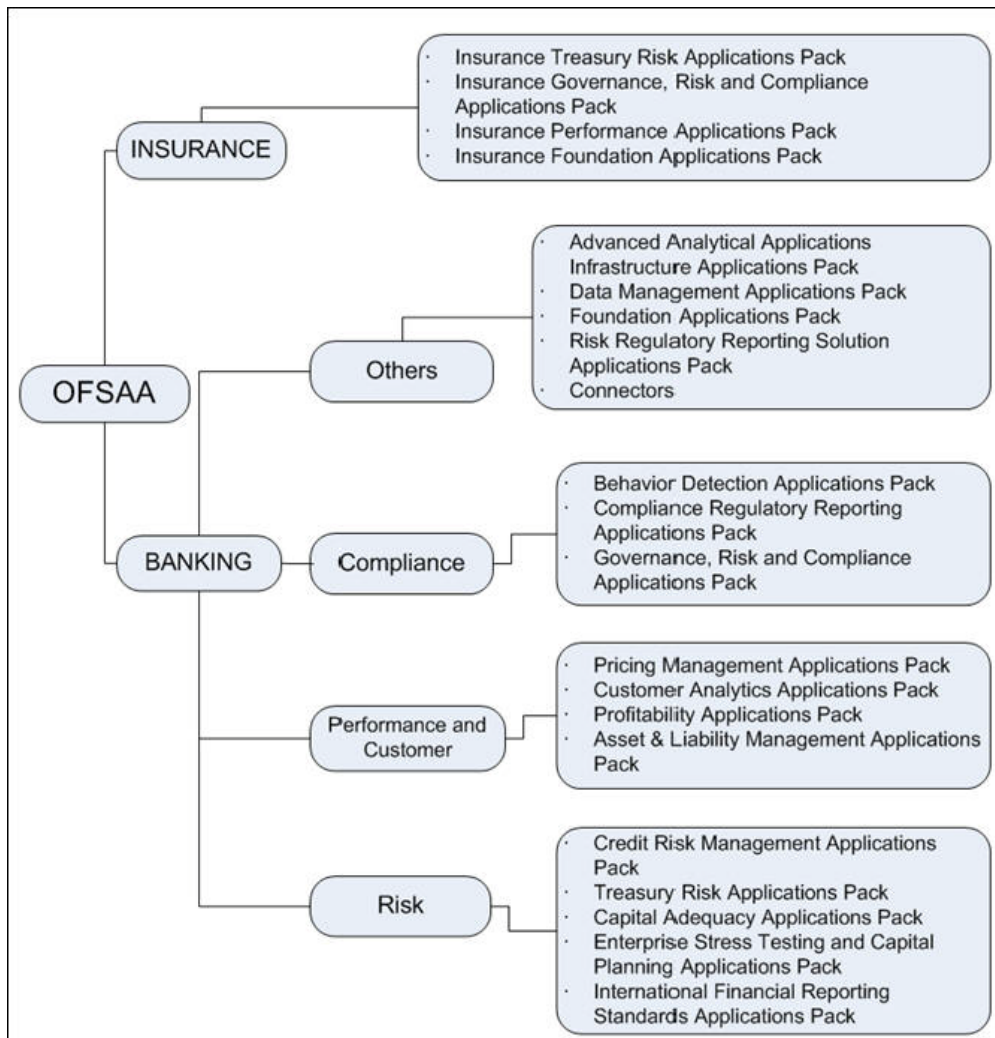 · Insurance Treasury Risk Applications Pack
· Insurance Governance, Risk and Compliance
Applications Pack
· Insurance Performance Applications Pack
· Insurance Foundation Applications Pack
INSURANCE
· Advanced Analytical Applications
Infrastructure Applications Pack
· Data Management Applications Pack
· Foundation Applications Pack
· Risk Regulatory Reporting Solution
Applications Pack
· Connectors
Others
OFSAA
· Behavior Detection Applications Pack
· Compliance Regulatory Reporting
Applications Pack
· Governance, Risk and Compliance
Applications Pack
BANKING
Compliance
· Pricing Management Applications Pack
· Customer Analytics Applications Pack
· Profitability Applications Pack
· Asset & Liability Management Applications
Pack
Performance and
Customer
· Credit Risk Management Applications
Pack
· Treasury Risk Applications Pack
· Capital Adequacy Applications Pack
· Enterprise Stress Testing and Capital
Planning Applications Pack
· International Financial Reporting
Standards Applications Pack
Risk